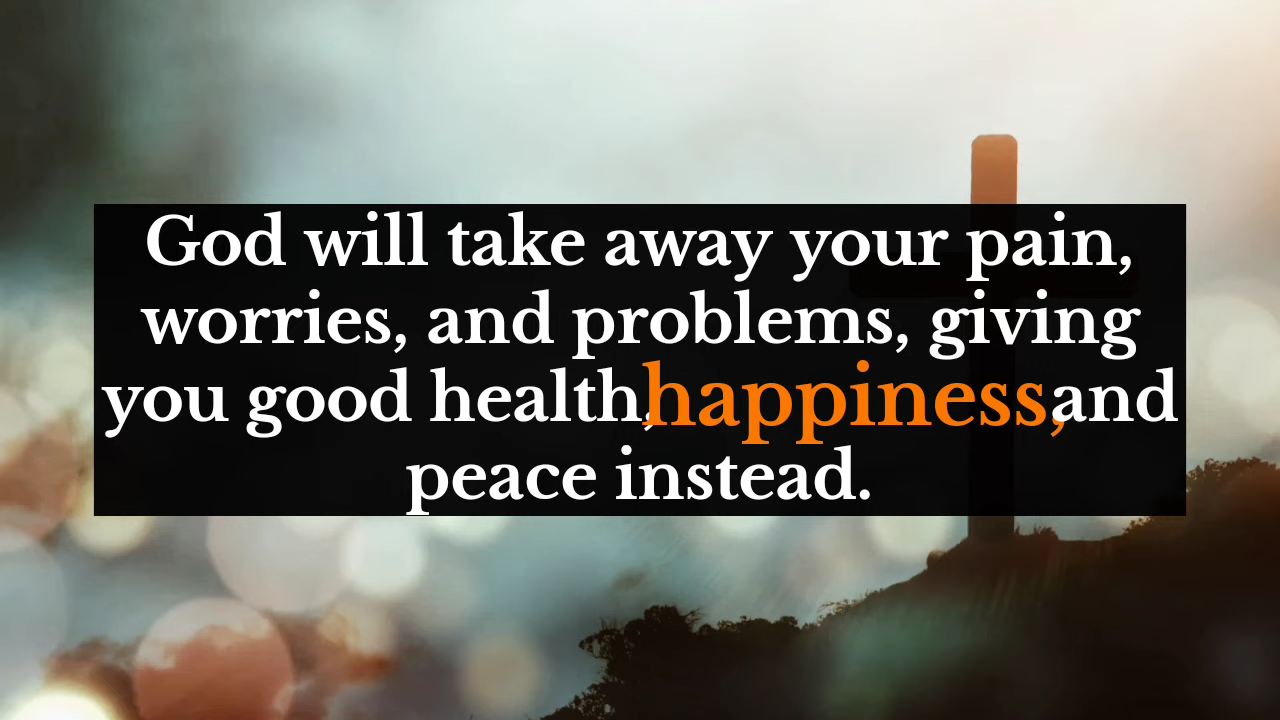 God will take away your pain,
worries, and problems, giving
you good health, happiness, and
peace instead.